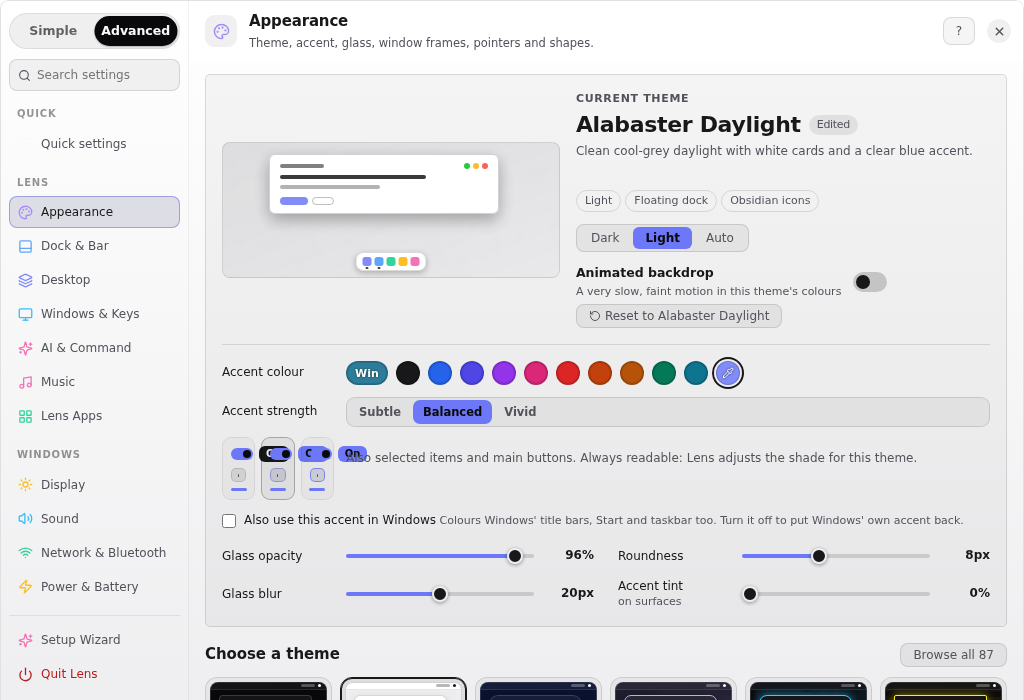 Simple
Advanced
Search settings
QUICK
Quick settings
LENS
Appearance
Dock & Bar
Desktop
Windows & Keys
AI & Command
Music
Lens Apps
WINDOWS
Display
Sound
Network & Bluetooth
Power & Battery
Setup Wizard
Quit Lens
Appearance
Theme, accent, glass, window frames, pointers and shapes.
?
CURRENT THEME
Alabaster Daylight
Edited
Clean cool-grey daylight with white cards and a clear blue accent.
Light
Floating dock
Obsidian icons
Dark
Light
Auto
Animated backdrop
A very slow, faint motion in this theme's colours
Reset to Alabaster Daylight
Accent colour
Win
Accent strength
Subtle
Balanced
Vivid
On
Also selected items and main buttons. Always readable: Lens adjusts the shade for this theme.
Also use this accent in Windows Colours Windows' title bars, Start and taskbar too. Turn it off to put Windows' own accent back.
Glass opacity
96%
Roundness
8px
Glass blur
20px
Accent tint
on surfaces
0%
Choose a theme
Browse all 87